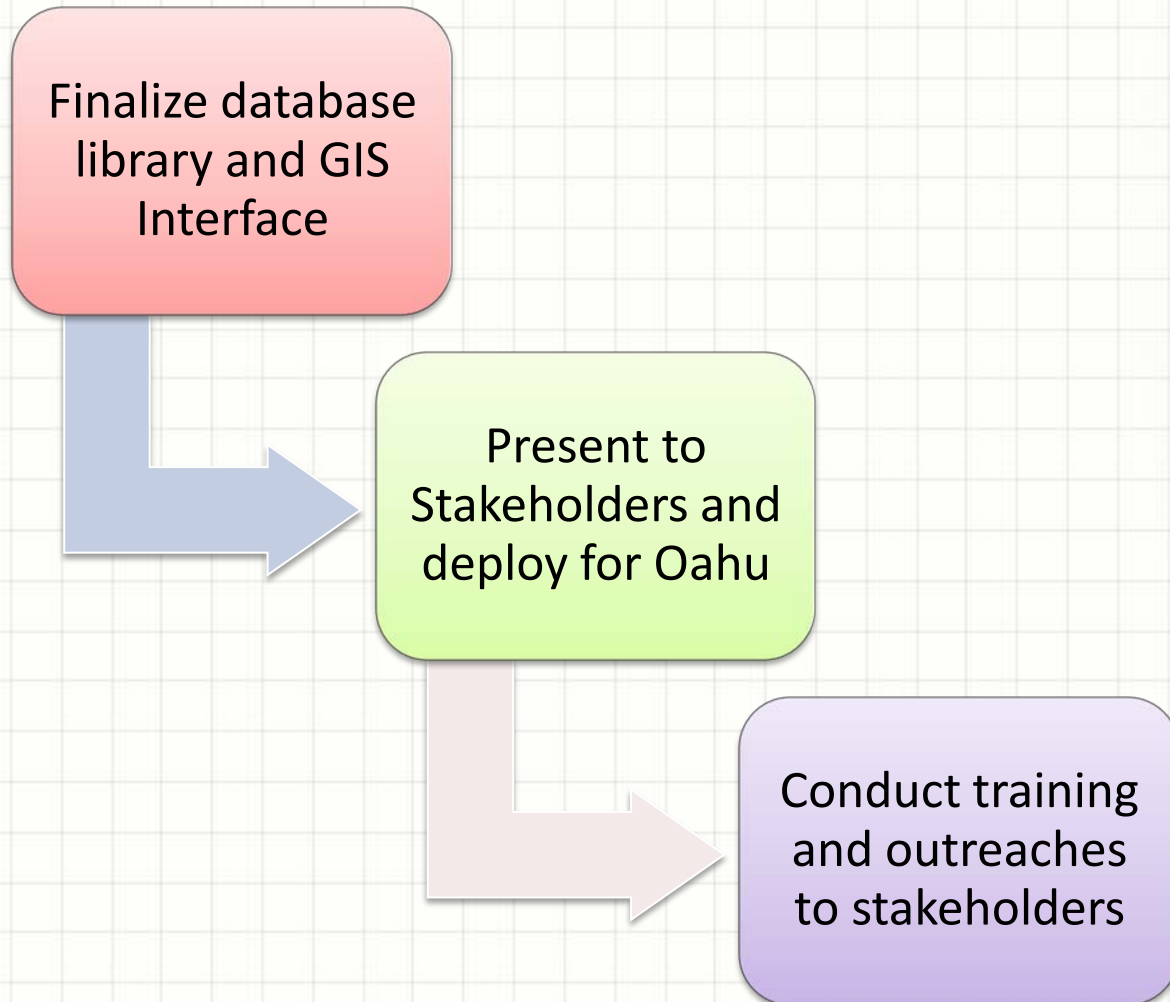 Finalize database
library and GIS
Interface
Present to
Stakeholders and
deploy for Oahu
Conduct training
and outreaches
to stakeholders